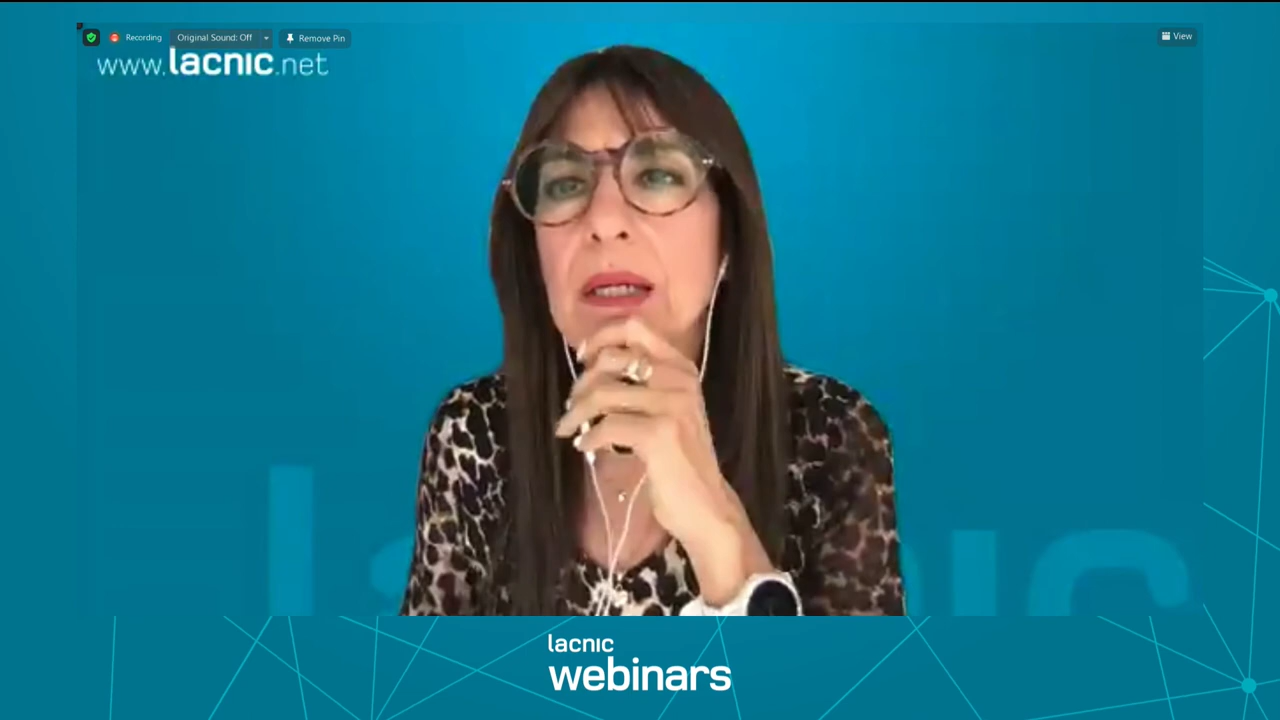 Recording
Original Sound: Off
Remove Pin
View
www.lacnic.net
lacnic
webinars